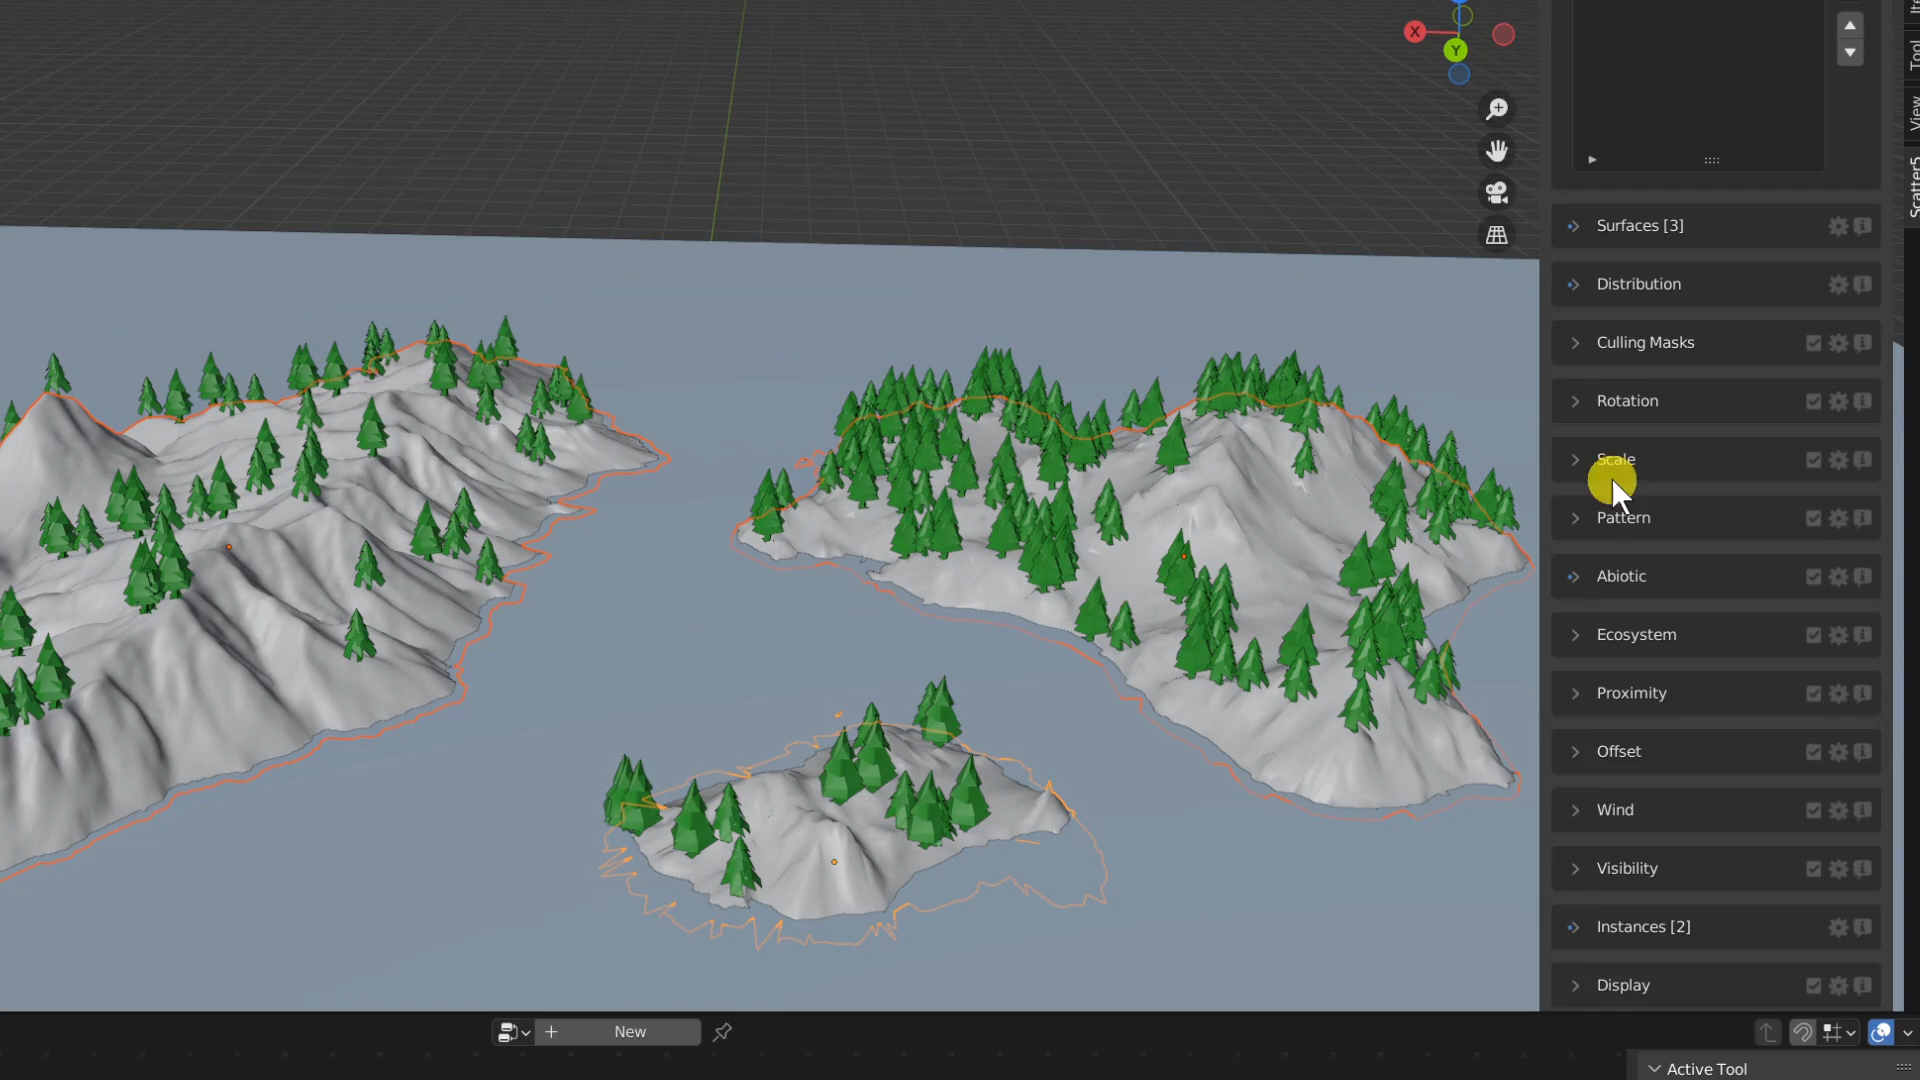 X
Y
Tool
View
Scatter5
Surfaces [3]
Distribution
Culling Masks
Rotation
Scale
Pattern
Abiotic
Ecosystem
Proximity
Offset
Wind
Visibility
Instances [2]
Display
New
Active Tool